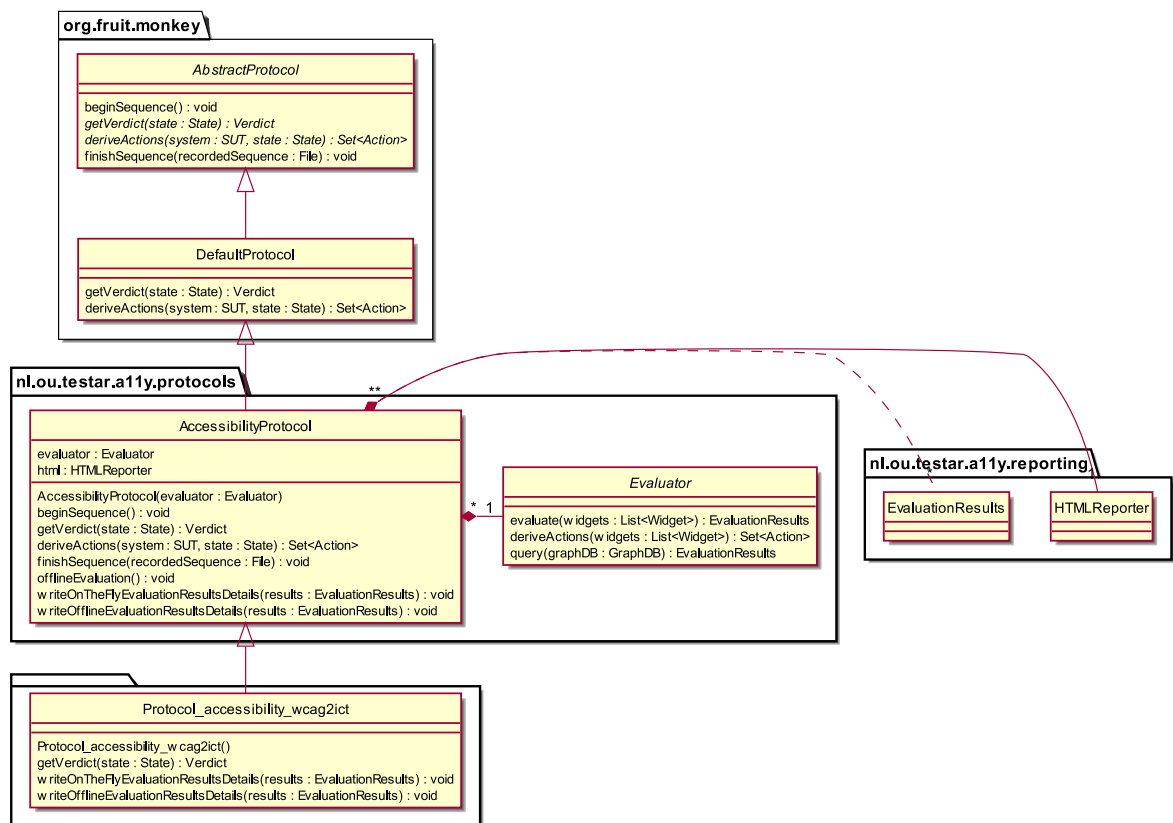 org.fruit.monkey
AbstractProtocol
beginSequence() : void
getVerdict(state : State) : Verdict
deriveActions(system : SUT, state : State) : Set<Action>
finishSequence(recordedSequence : File) : void
DefaultProtocol
getVerdict(state : State) : Verdict
deriveActions(system : SUT, state : State) : Set<Action>
nl.ou.testar.a11y.protocols
**
AccessibilityProtocol
evaluator : Evaluator
html : HTMLReporter
AccessibilityProtocol(evaluator : Evaluator)
beginSequence() : void
getVerdict(state : State) : Verdict
deriveActions(system : SUT, state : State) : Set<Action>
finishSequence(recordedSequence : File) : void
offlineEvaluation() : void
writeOnTheFlyEvaluationResultsDetails(results : EvaluationResults) : void
writeOfflineEvaluationResultsDetails(results : EvaluationResults) : void
* 1
Evaluator
evaluate(widgets : List<Widget>) : EvaluationResults
deriveActions(widgets : List<Widget>) : Set<Action>
query(graphDB : GraphDB) : EvaluationResults
nl.ou.testar.a11y.reporting
* 1
EvaluationResults
HTMLReporter
Protocol_accessibility_wcag2ict
Protocol_accessibility_wcag2ict()
getVerdict(state : State) : Verdict
writeOnTheFlyEvaluationResultsDetails(results : EvaluationResults) : void
writeOfflineEvaluationResultsDetails(results : EvaluationResults) : void